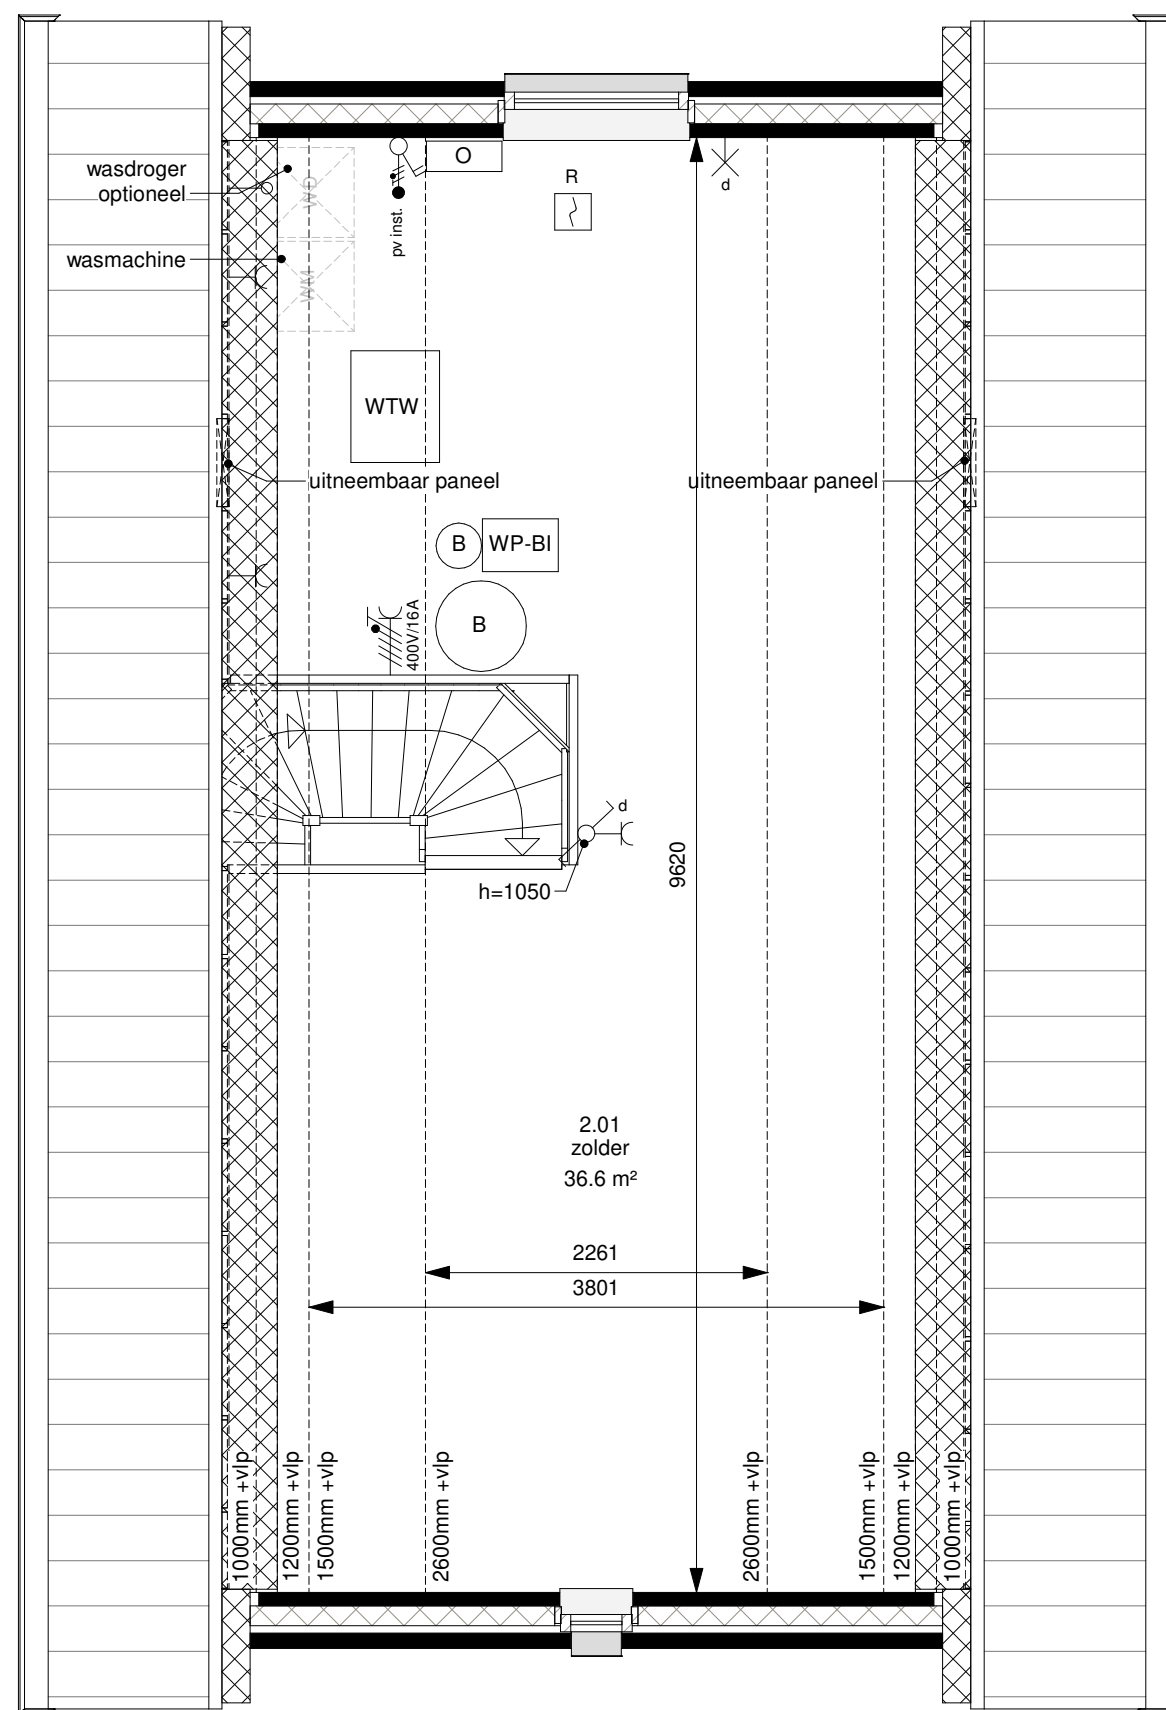 O
wasdroger
optioneel
WD
R
d
pv inst.
wasmachine
WM
WTW
uitneembaar paneel
uitneembaar paneel
B
WP-BI
B
400V/16A
d
h=1050
9620
2.01
zolder
36.6 m²
2261
3801
1000mm +vlp
1200mm +vlp
1500mm +vlp
2600mm +vlp
2600mm +vlp
1500mm +vlp
1200mm +vlp
1000mm +vlp